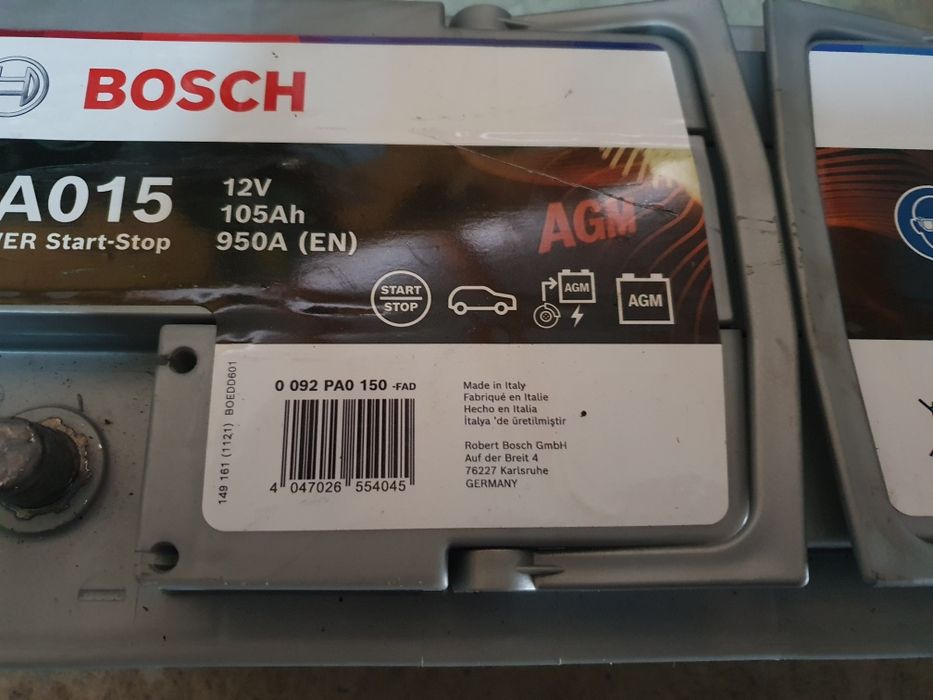 BOSCH
A015
12V
105Ah
VER Start-Stop
950A (EN)
AGM
START
STOP
AGM
AGM
149 161 (1121) BOEDD601
0 092 PA0 150 -FAD
4 047026 554045
Made in Italy
Fabriqué en Italie
Hecho en Italia
İtalya 'de üretilmiştir
Robert Bosch GmbH
Auf der Breit 4
76227 Karlsruhe
GERMANY